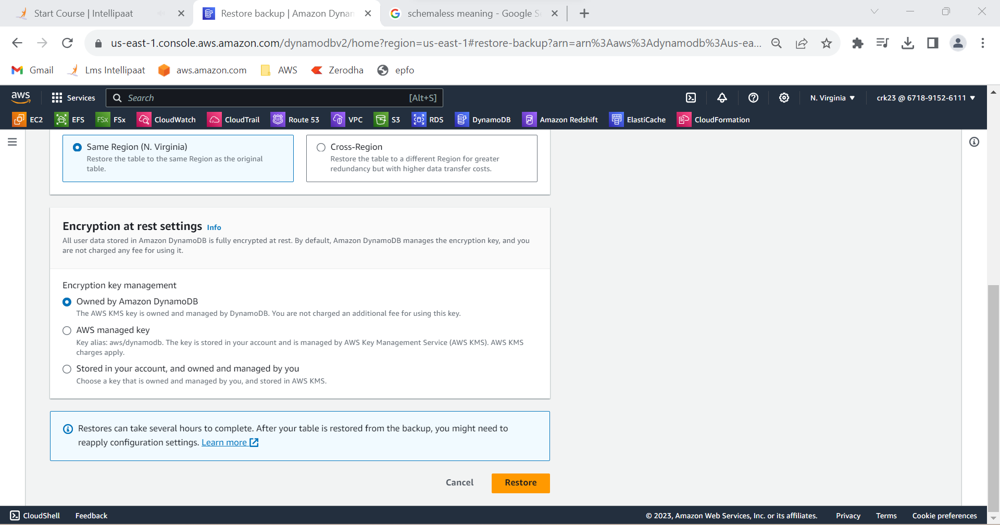 Start Course | Intellipaat
Restore backup | Amazon Dynan
schemaless meaning - Google S
us-east-1.console.aws.amazon.com/dynamodbv2/home?region=us-east-1#restore-backup?arn=arn%3Aaws%3Adynamodb%3Aus-ea...
Gmail
Lms Intellipaat
aws.amazon.com
AWS
Zerodha
epfo
aws
Services
Search
[Alt+S]
N. Virginia
crk23 @ 6718-9152-6111
EC2
EFS
FSx
FSx
CloudWatch
CloudTrail
Route 53
VPC
S3
RDS
DynamoDB
Amazon Redshift
ElastiCache
CloudFormation
Same Region (N. Virginia)
Restore the table to the same Region as the original
table.
Cross-Region
Restore the table to a different Region for greater
redundancy but with higher data transfer costs.
Encryption at rest settings Info
All user data stored in Amazon DynamoDB is fully encrypted at rest. By default, Amazon DynamoDB manages the encryption key, and you
are not charged any fee for using it.
Encryption key management
Owned by Amazon DynamoDB
The AWS KMS key is owned and managed by DynamoDB. You are not charged an additional fee for using this key.
AWS managed key
Key alias: aws/dynamodb. The key is stored in your account and is managed by AWS Key Management Service (AWS KMS). AWS KMS
charges apply.
Stored in your account, and owned and managed by you
Choose a key that is owned and managed by you, and stored in AWS KMS.
Restores can take several hours to complete. After your table is restored from the backup, you might need to
reapply configuration settings. Learn more
Cancel
Restore
CloudShell
Feedback
© 2023, Amazon Web Services, Inc. or its affiliates.
Privacy
Terms
Cookie preferences